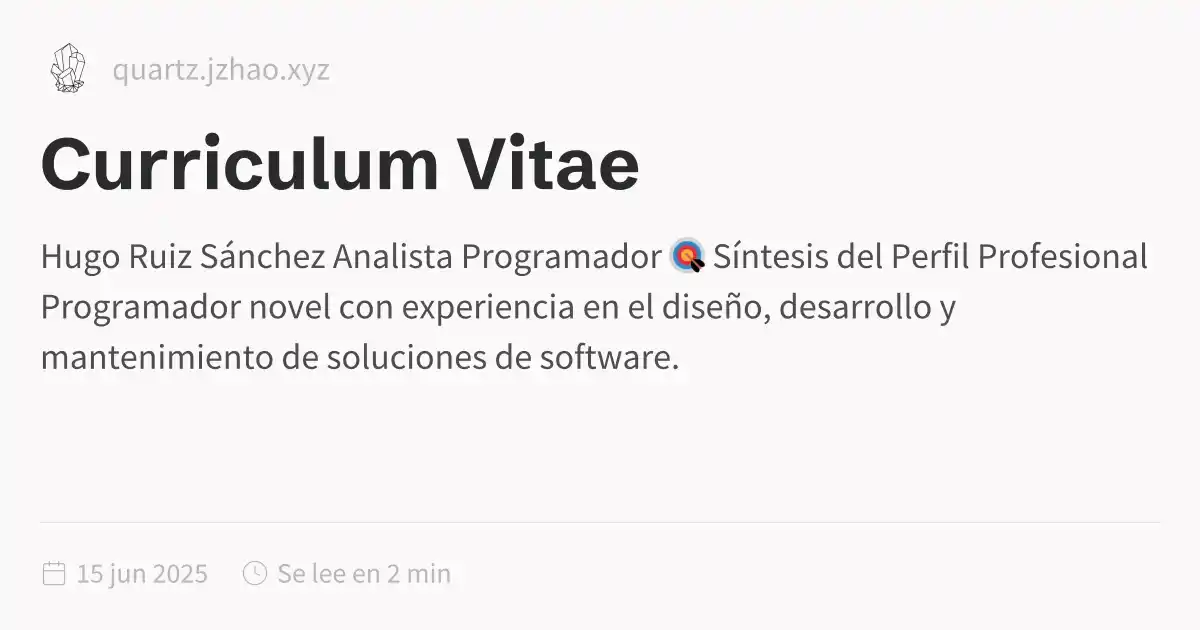 quartz.jzhao.xyz
Curriculum Vitae
Hugo Ruiz Sánchez Analista Programador 🎯 Síntesis del Perfil Profesional
Programador novel con experiencia en el diseño, desarrollo y
mantenimiento de soluciones de software.
15 jun 2025 Se lee en 2 min